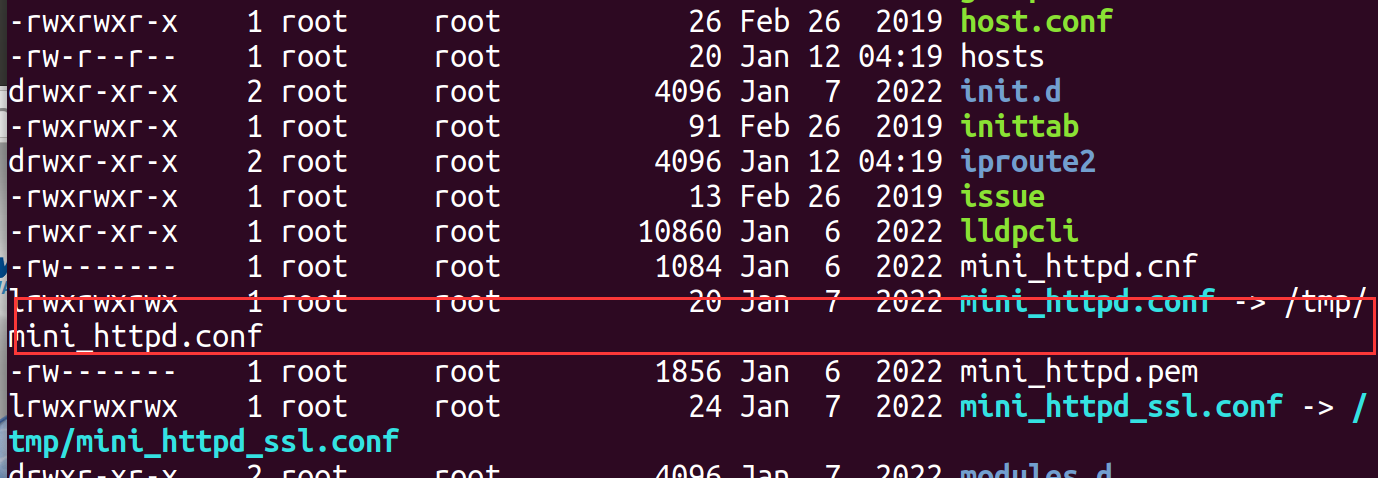 -rwxrwxr-x    1 root     root           26 Feb 26  2019 host.conf
-rw-r--r--    1 root     root           20 Jan 12 04:19 hosts
drwxr-xr-x    2 root     root         4096 Jan  7  2022 init.d
-rwxrwxr-x    1 root     root           91 Feb 26  2019 inittab
drwxr-xr-x    2 root     root         4096 Jan 12 04:19 iproute2
-rwxrwxr-x    1 root     root           13 Feb 26  2019 issue
-rwxr-xr-x    1 root     root        10860 Jan  6  2022 lldpcli
-rw-------    1 root     root         1084 Jan  6  2022 mini_httpd.cnf
lrwxrwxrwx    1 root     root           20 Jan  7  2022 mini_httpd.conf -> /tmp/
mini_httpd.conf
-rw-------    1 root     root         1856 Jan  6  2022 mini_httpd.pem
lrwxrwxrwx    1 root     root           24 Jan  7  2022 mini_httpd_ssl.conf -> /
tmp/mini_httpd_ssl.conf
drwxr-xr-x    2 root     root         4096 Jan  7  2022 modules.d